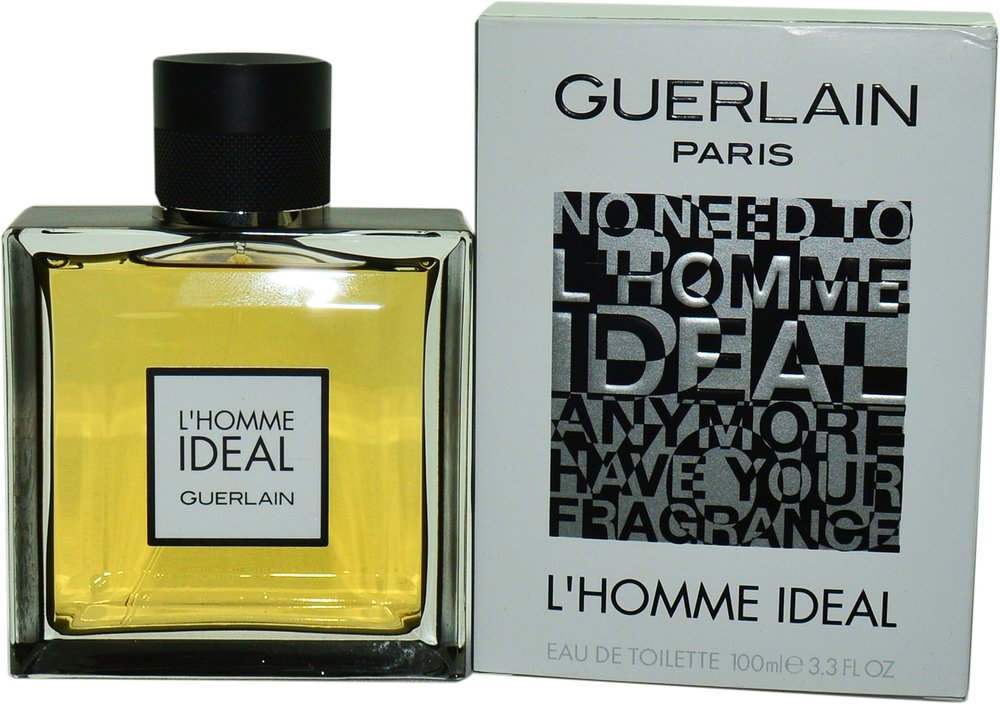 L'HOMME
IDEAL
GUERLAIN
GUERLAIN
PARIS
NO NEED TO
L'HOMME
IDEAL
ANYMORE
HAVE YOUR
FRAGRANCE
L'HOMME IDEAL
EAU DE TOILETTE 100ml e 3.3 FL OZ